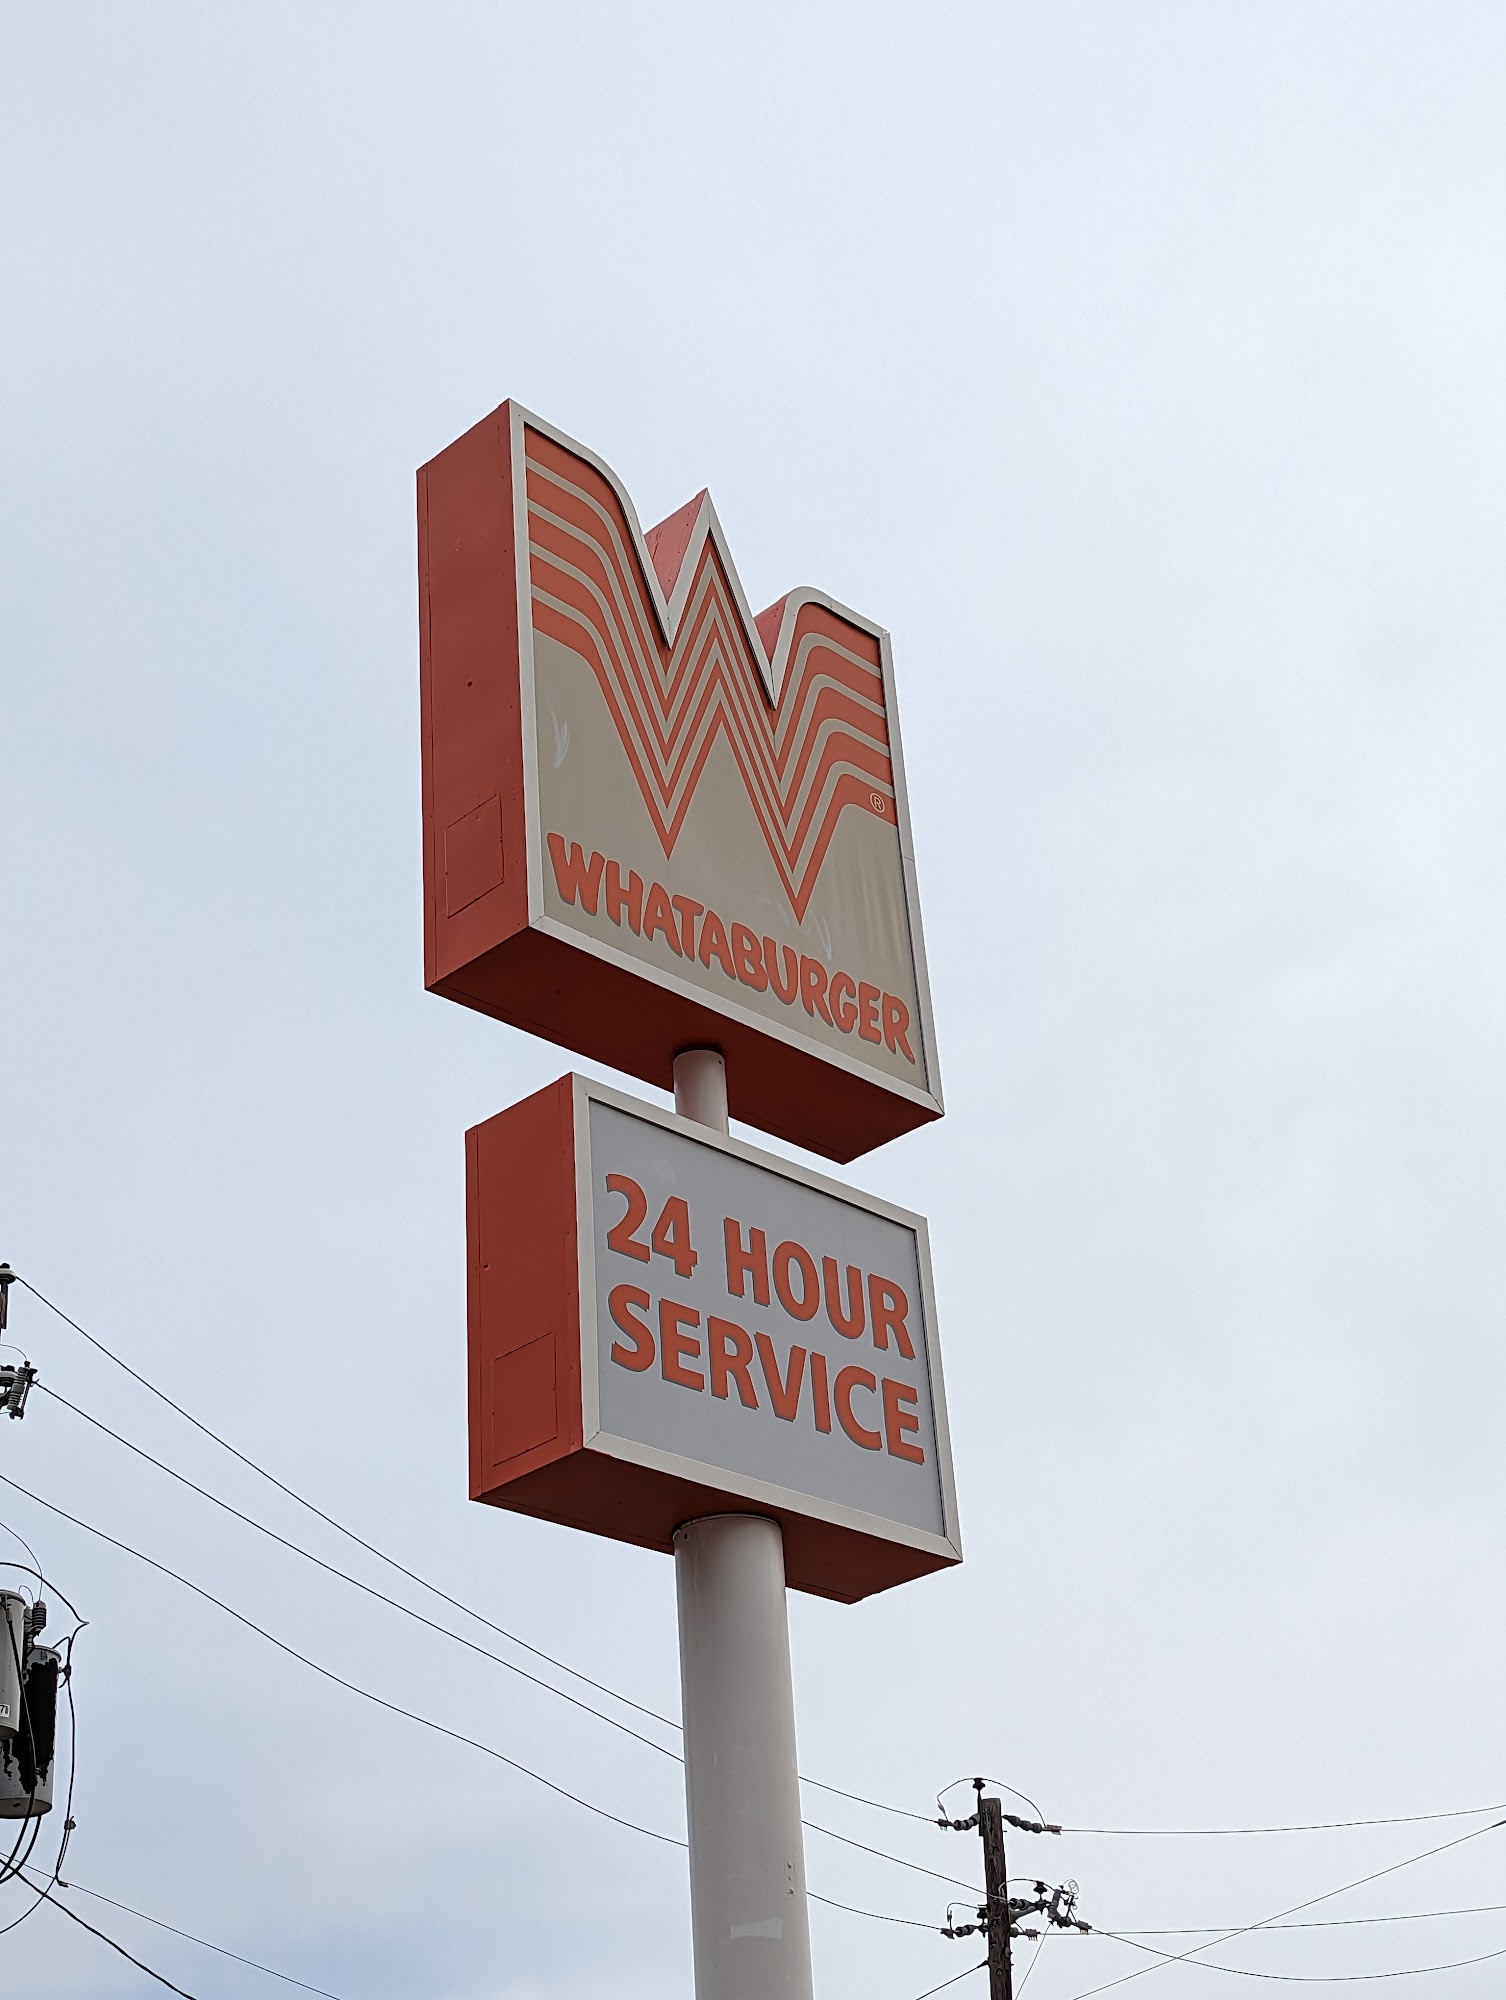 W ®
WHATABURGER
24 HOUR
SERVICE